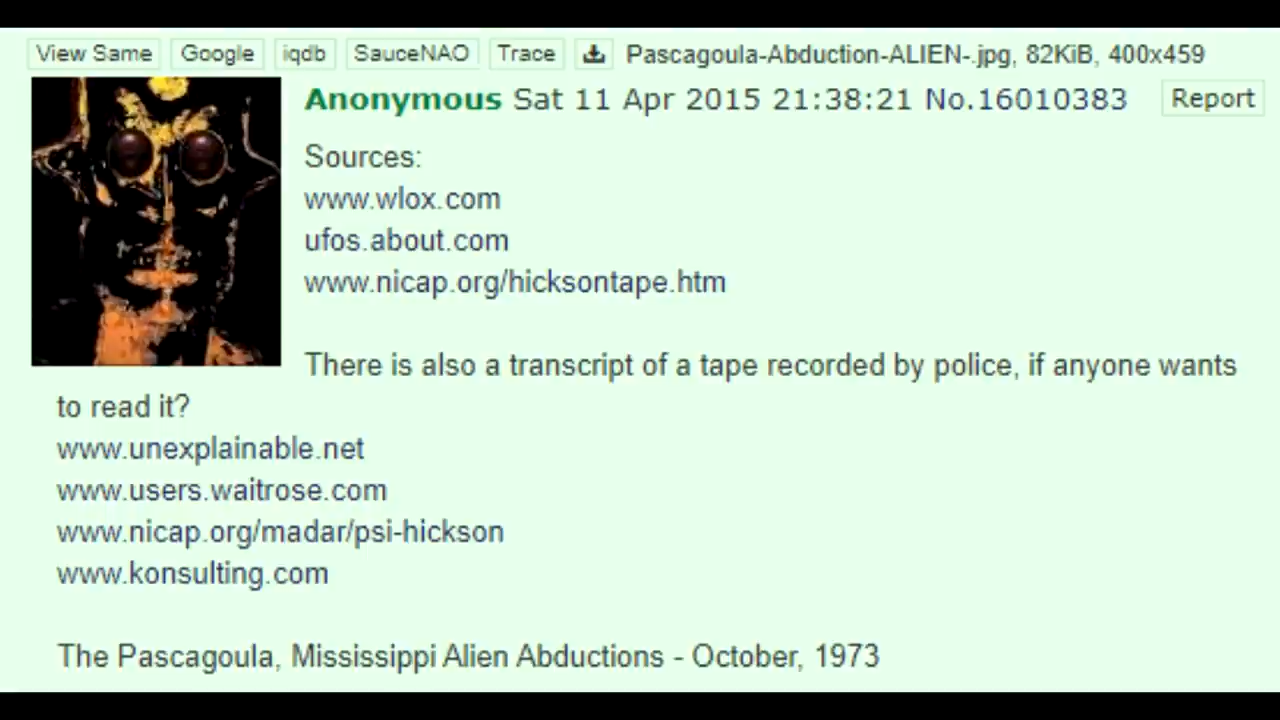 View Same Google iqdb SauceNAO Trace Pascagoula-Abduction-ALIEN-.jpg, 82KiB, 400x459
Anonymous Sat 11 Apr 2015 21:38:21 No.16010383 Report
Sources:
www.wlox.com
ufos.about.com
www.nicap.org/hicksontape.htm
There is also a transcript of a tape recorded by police, if anyone wants
to read it?
www.unexplainable.net
www.users.waitrose.com
www.nicap.org/madar/psi-hickson
www.konsulting.com
The Pascagoula, Mississippi Alien Abductions - October, 1973